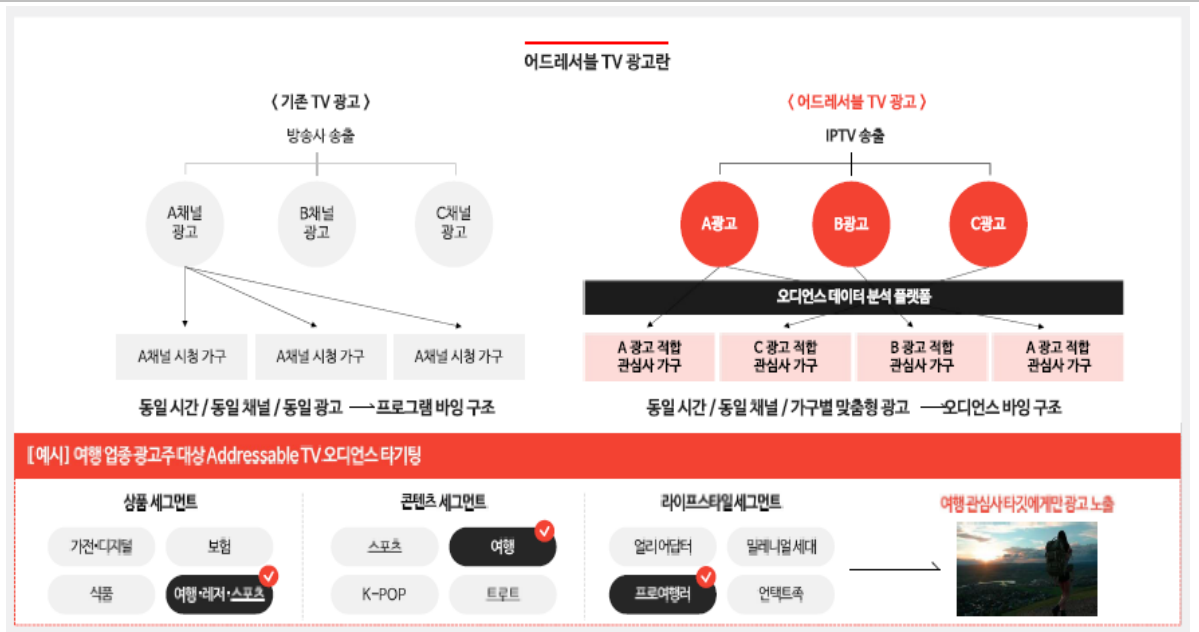 어드레서블 TV 광고란
〈 기존 TV 광고 〉
방송사 송출
A채널
광고
B채널
광고
C채널
광고
A채널 시청 가구
A채널 시청 가구
A채널 시청 가구
동일 시간 / 동일 채널 / 동일 광고 → 프로그램 바잉 구조
〈 어드레서블 TV 광고 〉
IPTV 송출
A광고
B광고
C광고
오디언스 데이터 분석 플랫폼
A 광고 적합
관심사 가구
C 광고 적합
관심사 가구
B 광고 적합
관심사 가구
A 광고 적합
관심사 가구
동일 시간 / 동일 채널 / 가구별 맞춤형 광고 → 오디언스 바잉 구조
[예시] 여행 업종 광고주 대상 Addressable TV 오디언스 타기팅
상품 세그먼트
가전•디지털
보험
식품
여행•레저•스포츠
콘텐츠 세그먼트
스포츠
여행
K-POP
트로트
라이프스타일 세그먼트
얼리어답터
밀레니얼 세대
프로여행러
언택트족
여행 관심사 타깃에게만 광고 노출